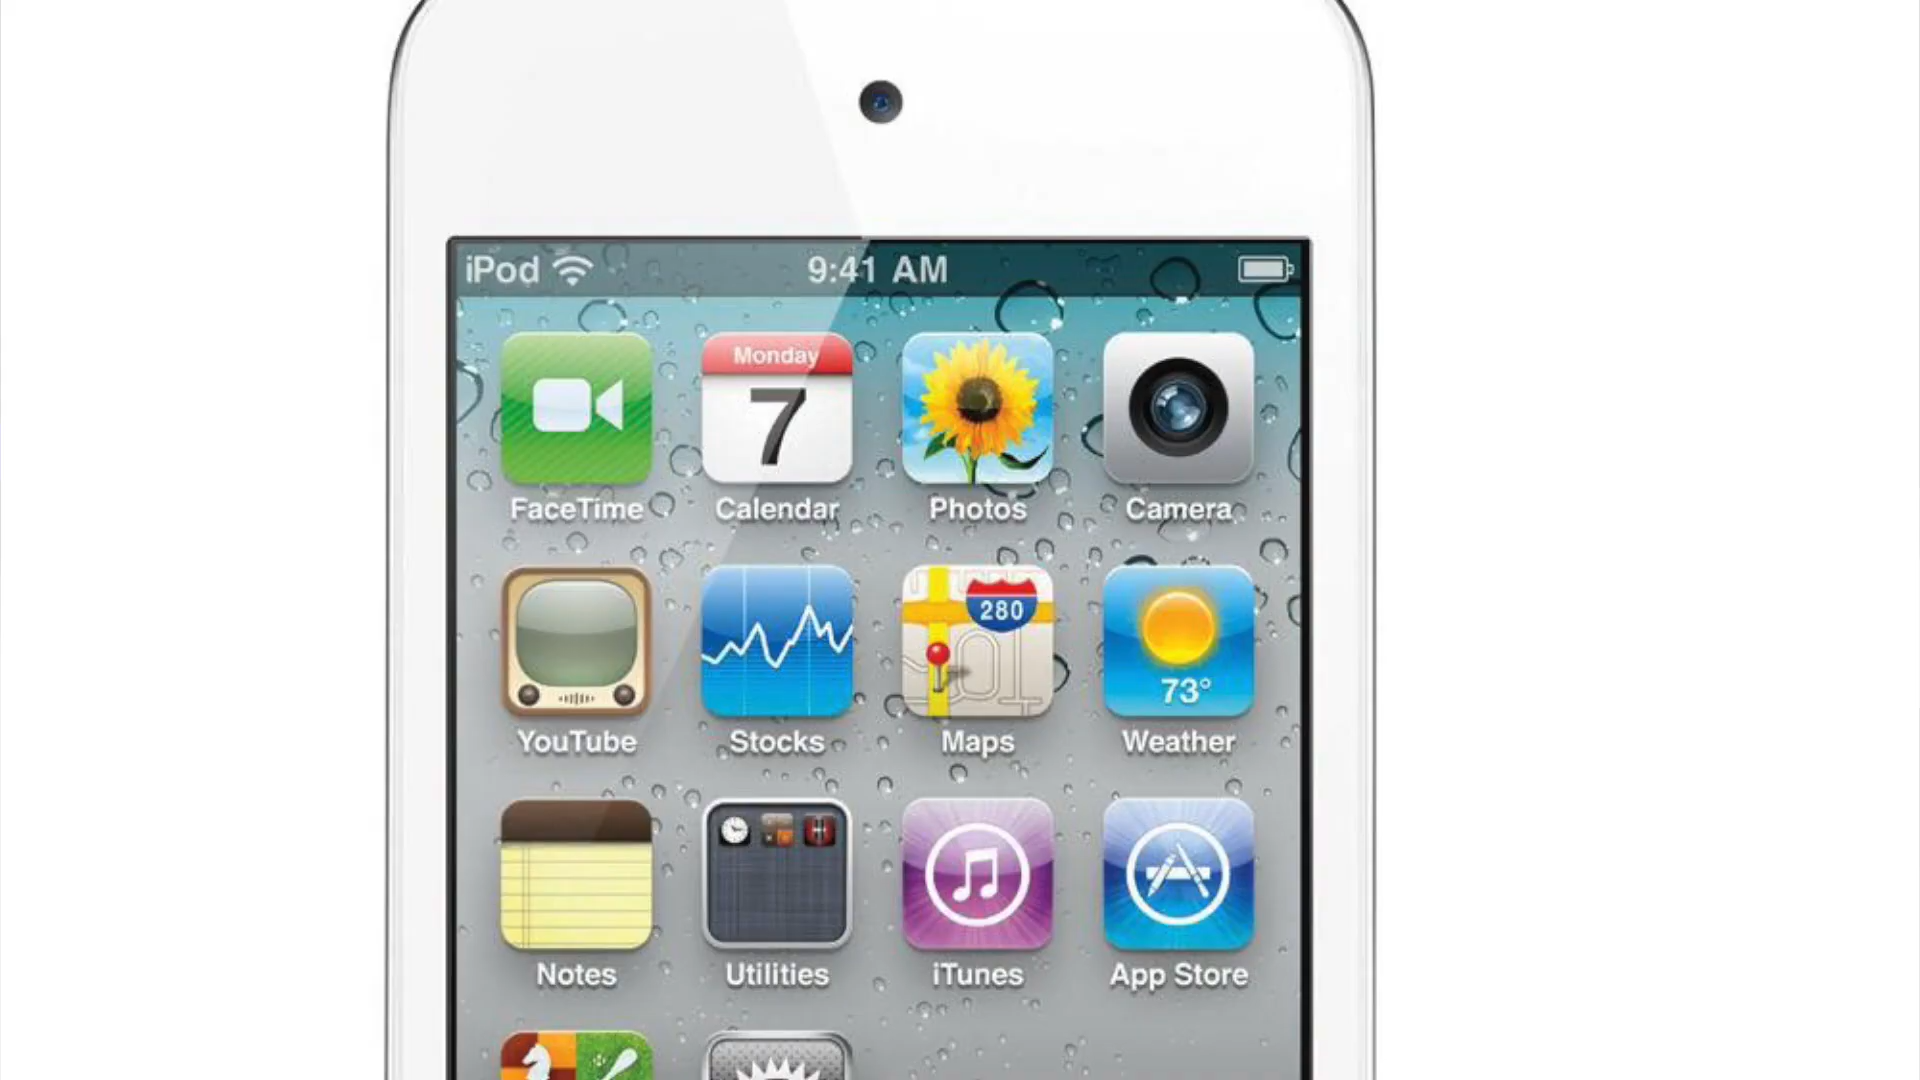 iPod 9:41 AM
Monday
7
FaceTime Calendar Photos Camera
280
73°
YouTube Stocks Maps Weather
Notes Utilities iTunes App Store